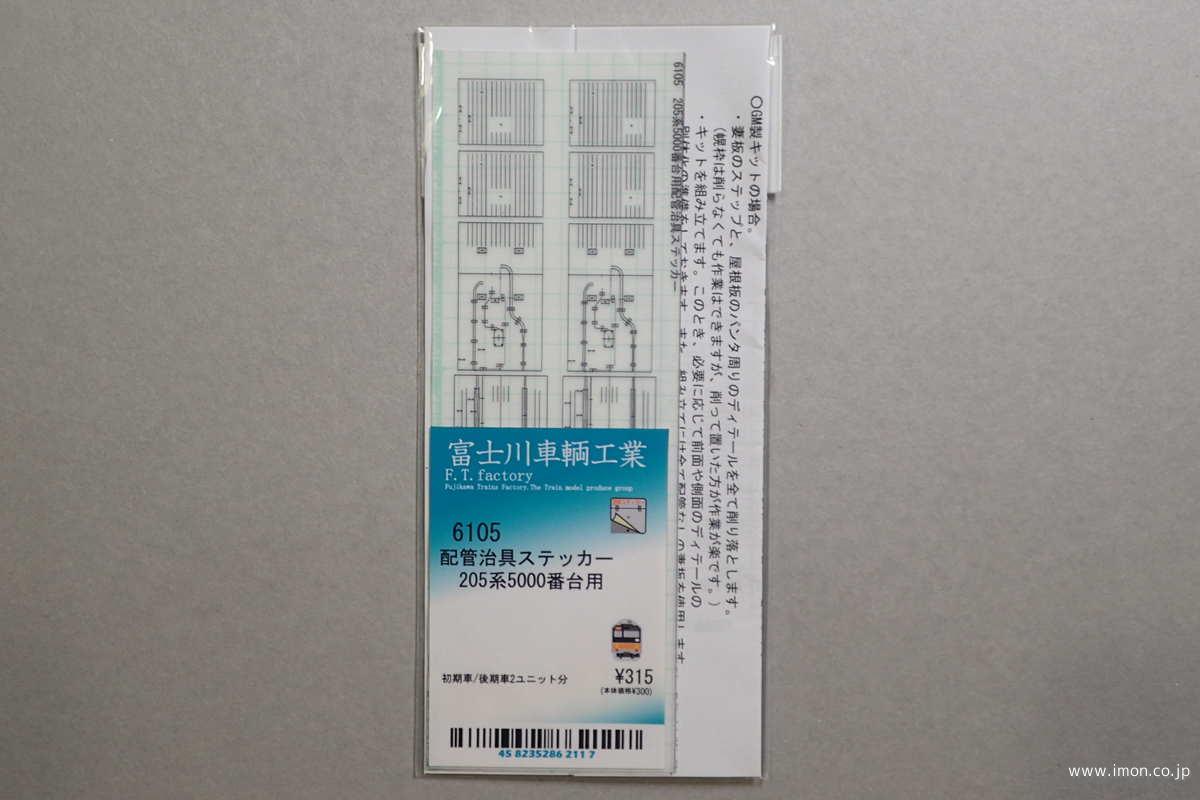 〇GM製キットの場合。
・妻板のステップと、屋根板のパンタ周りのディテールを全て削り落とします。
（幌枠は削らなくても作業はできますが、削って置いた方が作業が楽です。）
・キットを組み立てます。このとき、必要に応じて前面や側面のディテールの
6105 205系5000番台用配管治具ステッカー
富士川車輌工業
F.T.factory
Fujikawa Trains Factory.The Train model produce group
6105
配管治具ステッカー
205系5000番台用
初期車/後期車2ユニット分
¥315
(本体価格¥300)
45 8235286 211 7
www.imon.co.jp